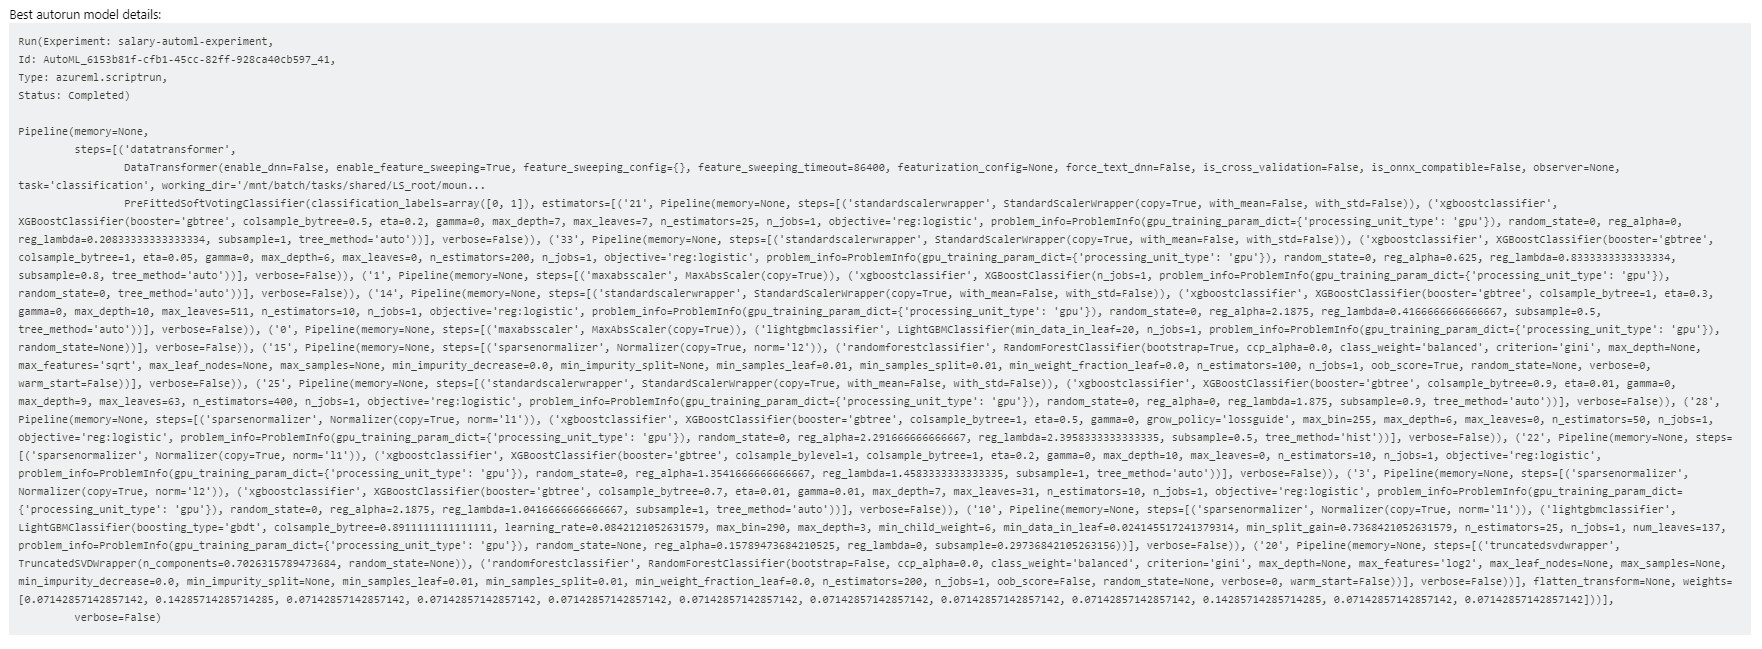 Best autorun model details:
Run(Experiment: salary-automl-experiment,
Id: AutoML_6153b81f-cfb1-45cc-82ff-928ca40cb597_41,
Type: azureml.scriptrun,
Status: Completed)
Pipeline(memory=None,
steps=[('datatransformer',
DataTransformer(enable_dnn=False, enable_feature_sweeping=True, feature_sweeping_config={}, feature_sweeping_timeout=86400, featurization_config=None, force_text_dnn=False, is_cross_validation=False, is_onnx_compatible=False, observer=None,
task='classification', working_dir='/mnt/batch/tasks/shared/LS_root/moun...
PreFittedSoftVotingClassifier(classification_labels=array([0, 1]), estimators=[('21', Pipeline(memory=None, steps=[('standardscalerwrapper', StandardScalerWrapper(copy=True, with_mean=False, with_std=False)), ('xgboostclassifier',
XGBoostClassifier(booster='gbtree', colsample_bytree=0.5, eta=0.2, gamma=0, max_depth=7, max_leaves=7, n_estimators=25, n_jobs=1, objective='reg:logistic', problem_info=ProblemInfo(gpu_training_param_dict={'processing_unit_type': 'gpu'}), random_state=0, reg_alpha=0,
reg_lambda=0.20833333333333334, subsample=1, tree_method='auto'))], verbose=False)), ('33', Pipeline(memory=None, steps=[('standardscalerwrapper', StandardScalerWrapper(copy=True, with_mean=False, with_std=False)), ('xgboostclassifier', XGBoostClassifier(booster='gbtree',
colsample_bytree=1, eta=0.05, gamma=0, max_depth=6, max_leaves=0, n_estimators=200, n_jobs=1, objective='reg:logistic', problem_info=ProblemInfo(gpu_training_param_dict={'processing_unit_type': 'gpu'}), random_state=0, reg_alpha=0.625, reg_lambda=0.8333333333333334,
subsample=0.8, tree_method='auto'))], verbose=False)), ('1', Pipeline(memory=None, steps=[('maxabsscaler', MaxAbsScaler(copy=True)), ('xgboostclassifier', XGBoostClassifier(n_jobs=1, problem_info=ProblemInfo(gpu_training_param_dict={'processing_unit_type': 'gpu'}),
random_state=0, tree_method='auto'))], verbose=False)), ('14', Pipeline(memory=None, steps=[('standardscalerwrapper', StandardScalerWrapper(copy=True, with_mean=False, with_std=False)), ('xgboostclassifier', XGBoostClassifier(booster='gbtree', colsample_bytree=1, eta=0.3,
gamma=0, max_depth=10, max_leaves=511, n_estimators=10, n_jobs=1, objective='reg:logistic', problem_info=ProblemInfo(gpu_training_param_dict={'processing_unit_type': 'gpu'}), random_state=0, reg_alpha=2.1875, reg_lambda=0.4166666666666667, subsample=0.5,
tree_method='auto'))], verbose=False)), ('0', Pipeline(memory=None, steps=[('maxabsscaler', MaxAbsScaler(copy=True)), ('lightgbmclassifier', LightGBMClassifier(min_data_in_leaf=20, n_jobs=1, problem_info=ProblemInfo(gpu_training_param_dict={'processing_unit_type': 'gpu'}),
random_state=None))], verbose=False)), ('15', Pipeline(memory=None, steps=[('sparsenormalizer', Normalizer(copy=True, norm='l2')), ('randomforestclassifier', RandomForestClassifier(bootstrap=True, ccp_alpha=0.0, class_weight='balanced', criterion='gini', max_depth=None,
max_features='sqrt', max_leaf_nodes=None, max_samples=None, min_impurity_decrease=0.0, min_impurity_split=None, min_samples_leaf=0.01, min_samples_split=0.01, min_weight_fraction_leaf=0.0, n_estimators=100, n_jobs=1, oob_score=True, random_state=None, verbose=0,
warm_start=False))], verbose=False)), ('25', Pipeline(memory=None, steps=[('standardscalerwrapper', StandardScalerWrapper(copy=True, with_mean=False, with_std=False)), ('xgboostclassifier', XGBoostClassifier(booster='gbtree', colsample_bytree=0.9, eta=0.01, gamma=0,
max_depth=9, max_leaves=63, n_estimators=400, n_jobs=1, objective='reg:logistic', problem_info=ProblemInfo(gpu_training_param_dict={'processing_unit_type': 'gpu'}), random_state=0, reg_alpha=0, reg_lambda=1.875, subsample=0.9, tree_method='auto'))], verbose=False)), ('28',
Pipeline(memory=None, steps=[('sparsenormalizer', Normalizer(copy=True, norm='l1')), ('xgboostclassifier', XGBoostClassifier(booster='gbtree', colsample_bytree=1, eta=0.5, gamma=0, grow_policy='lossguide', max_bin=255, max_depth=6, max_leaves=0, n_estimators=50, n_jobs=1,
objective='reg:logistic', problem_info=ProblemInfo(gpu_training_param_dict={'processing_unit_type': 'gpu'}), random_state=0, reg_alpha=2.291666666666667, reg_lambda=2.3958333333333335, subsample=0.5, tree_method='hist'))], verbose=False)), ('22', Pipeline(memory=None, steps=
[('sparsenormalizer', Normalizer(copy=True, norm='l1')), ('xgboostclassifier', XGBoostClassifier(booster='gbtree', colsample_bylevel=1, colsample_bytree=1, eta=0.2, gamma=0, max_depth=10, max_leaves=0, n_estimators=10, n_jobs=1, objective='reg:logistic',
problem_info=ProblemInfo(gpu_training_param_dict={'processing_unit_type': 'gpu'}), random_state=0, reg_alpha=1.3541666666666667, reg_lambda=1.4583333333333335, subsample=1, tree_method='auto'))], verbose=False)), ('3', Pipeline(memory=None, steps=[('sparsenormalizer',
Normalizer(copy=True, norm='l2')), ('xgboostclassifier', XGBoostClassifier(booster='gbtree', colsample_bytree=0.7, eta=0.01, gamma=0.01, max_depth=7, max_leaves=31, n_estimators=10, n_jobs=1, objective='reg:logistic', problem_info=ProblemInfo(gpu_training_param_dict=
{'processing_unit_type': 'gpu'}), random_state=0, reg_alpha=2.1875, reg_lambda=1.0416666666666667, subsample=1, tree_method='auto'))], verbose=False)), ('10', Pipeline(memory=None, steps=[('sparsenormalizer', Normalizer(copy=True, norm='l1')), ('lightgbmclassifier',
LightGBMClassifier(boosting_type='gbdt', colsample_bytree=0.8911111111111111, learning_rate=0.0842121052631579, max_bin=290, max_depth=3, min_child_weight=6, min_data_in_leaf=0.024145517241379314, min_split_gain=0.7368421052631579, n_estimators=25, n_jobs=1, num_leaves=137,
problem_info=ProblemInfo(gpu_training_param_dict={'processing_unit_type': 'gpu'}), random_state=None, reg_alpha=0.15789473684210525, reg_lambda=0, subsample=0.29736842105263156))], verbose=False)), ('20', Pipeline(memory=None, steps=[('truncatedsvdwrapper',
TruncatedSVDWrapper(n_components=0.7026315789473684, random_state=None)), ('randomforestclassifier', RandomForestClassifier(bootstrap=False, ccp_alpha=0.0, class_weight='balanced', criterion='gini', max_depth=None, max_features='log2', max_leaf_nodes=None, max_samples=None,
min_impurity_decrease=0.0, min_impurity_split=None, min_samples_leaf=0.01, min_samples_split=0.01, min_weight_fraction_leaf=0.0, n_estimators=200, n_jobs=1, oob_score=False, random_state=None, verbose=0, warm_start=False))], verbose=False))], flatten_transform=None, weights=
[0.07142857142857142, 0.14285714285714285, 0.07142857142857142, 0.07142857142857142, 0.07142857142857142, 0.07142857142857142, 0.07142857142857142, 0.07142857142857142, 0.07142857142857142, 0.14285714285714285, 0.07142857142857142, 0.07142857142857142]))],
verbose=False)